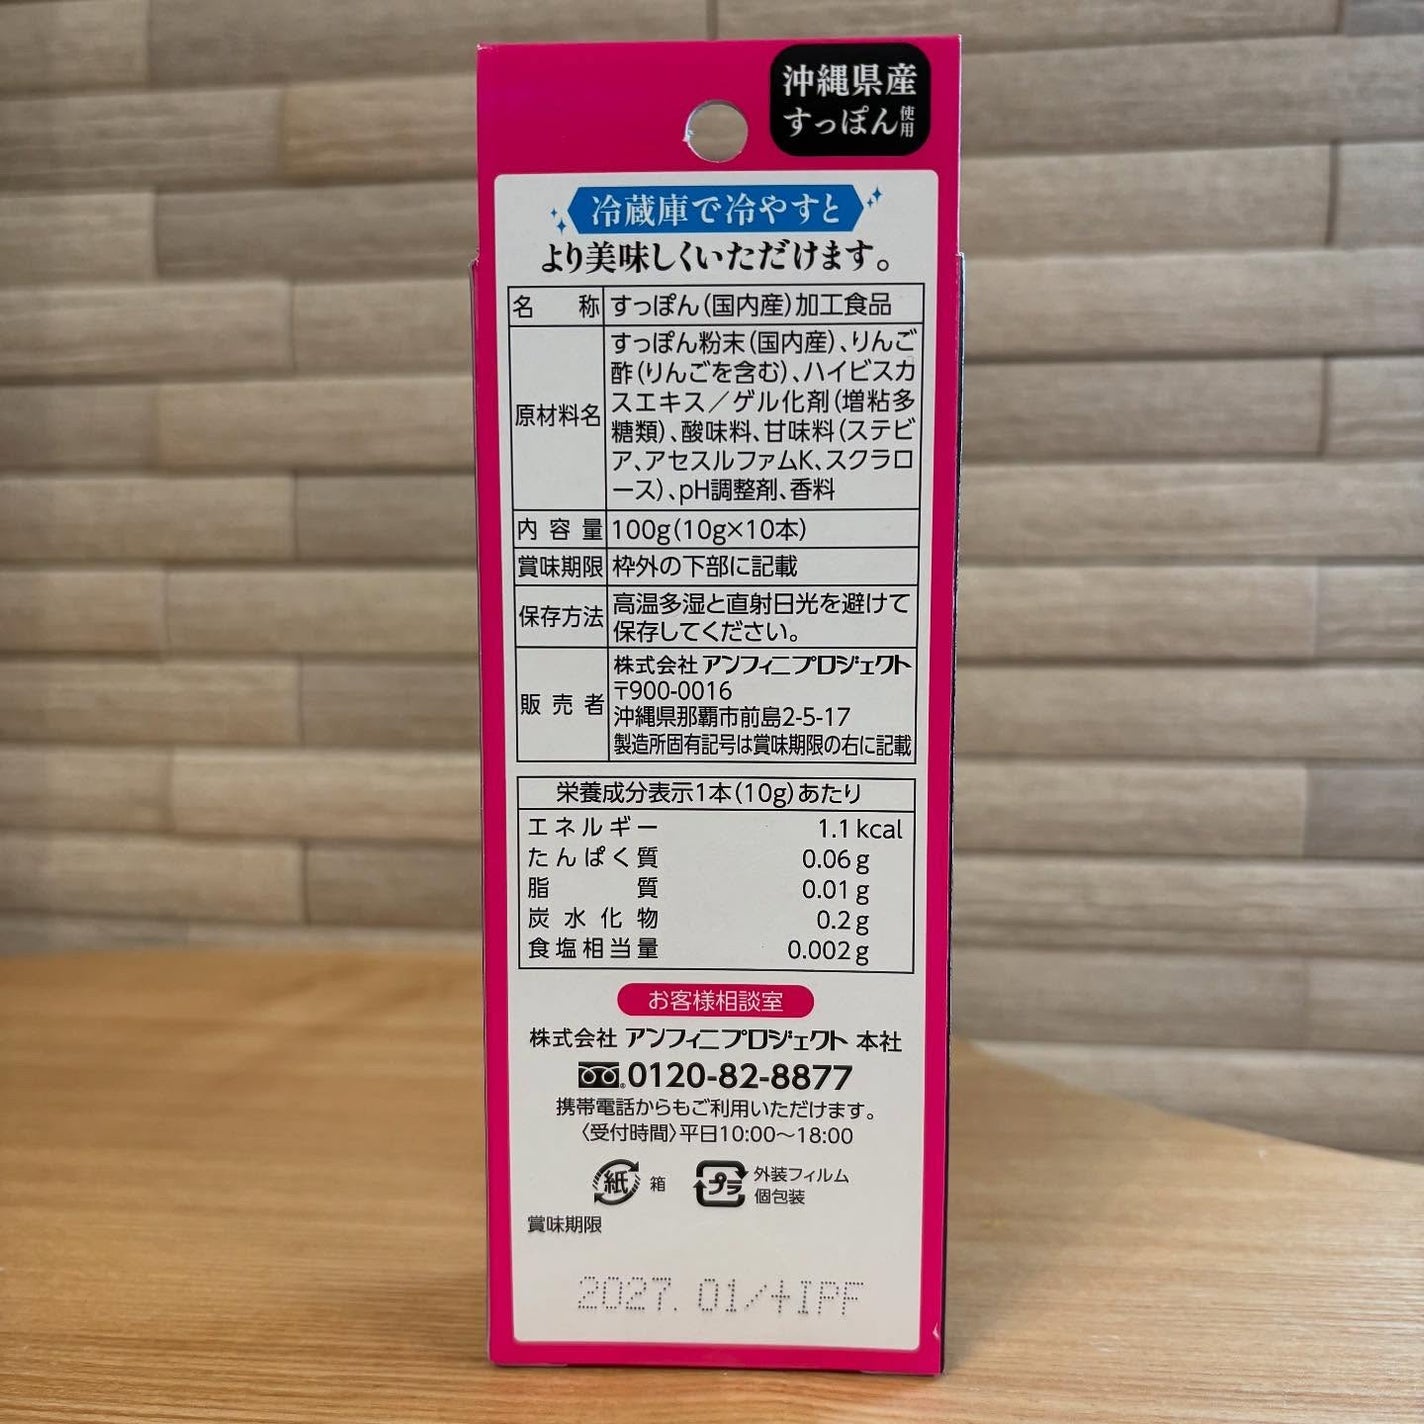 沖縄県産
すっぽん使用
冷蔵庫で冷やすと
より美味しくいただけます。
名称 すっぽん(国内産)加工食品
原材料名 すっぽん粉末(国内産)、りんご
酢(りんごを含む)、ハイビスカ
スエキス／ゲル化剤(増粘多
糖類)、酸味料、甘味料(ステビ
ア、アセスルファムK、スクラロ
ース)、pH調整剤、香料
内容量 100g(10g×10本)
賞味期限 枠外の下部に記載
保存方法 高温多湿と直射日光を避けて
保存してください。
販売者 株式会社 アンフィニプロジェクト
〒900-0016
沖縄県那覇市前島2-5-17
製造所固有記号は賞味期限の右に記載
栄養成分表示1本(10g)あたり
エネルギー 1.1kcal
たんぱく質 0.06g
脂質 0.01g
炭水化物 0.2g
食塩相当量 0.002g
お客様相談室
株式会社 アンフィニプロジェクト 本社
0120-82-8877
携帯電話からもご利用いただけます。
〈受付時間〉平日10:00〜18:00
紙 箱 プラ 外装フィルム
個包装
賞味期限
2027.01/+IPF